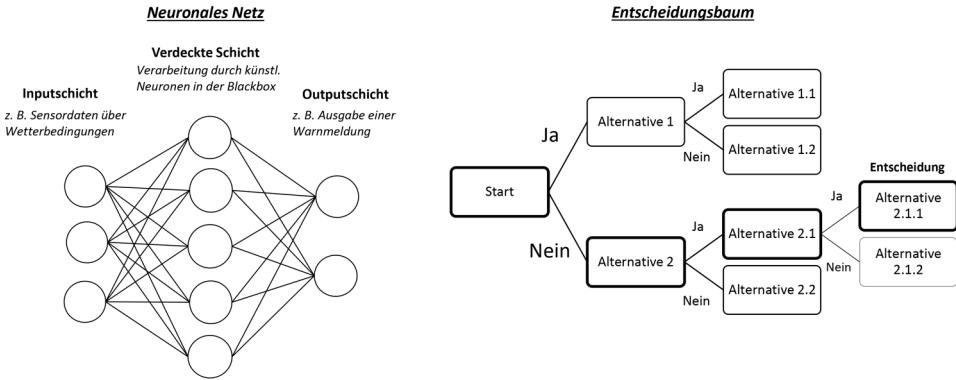 Neuronales Netz
Verdeckte Schicht
Verarbeitung durch künstl.
Neuronen in der Blackbox
Inputschicht
z. B. Sensordaten über
Wetterbedingungen
Outputschicht
z. B. Ausgabe einer
Warnmeldung
Entscheidungsbaum
Start
Ja
Nein
Alternative 1
Ja
Nein
Alternative 1.1
Alternative 1.2
Alternative 2
Ja
Nein
Alternative 2.1
Alternative 2.2
Entscheidung
Ja
Nein
Alternative
2.1.1
Alternative
2.1.2